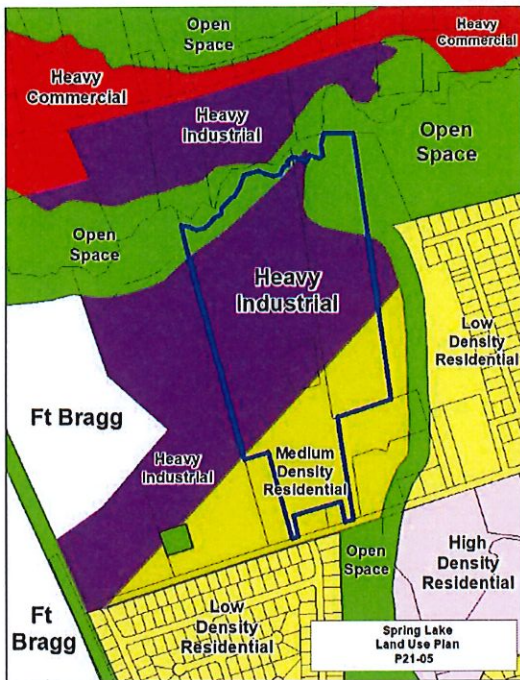 Open
Space
Heavy
Commercial
Heavy
Commercial
Heavy
Industrial
Open
Space
Open
Space
Heavy
Industrial
Low
Density
Residential
Ft Bragg
Heavy
Industrial
Medium
Density
Residential
Open
Space
High
Density
Residential
Ft
Bragg
Low
Density
Residential
Spring Lake
Land Use Plan
P21-05